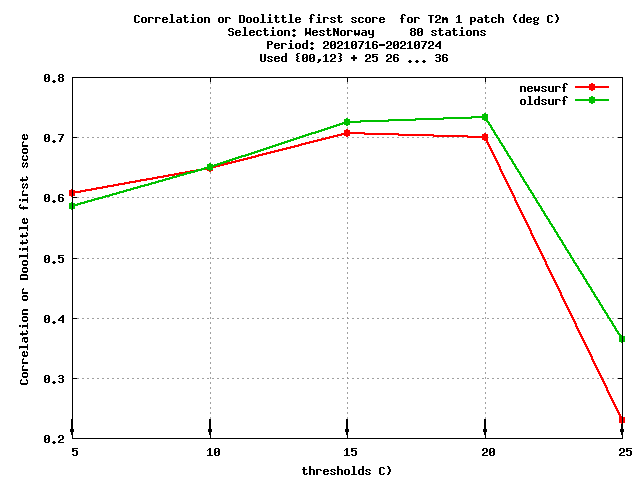 Correlation or Doolittle first score  for T2m 1 patch (deg C)
Selection: WestNorway     80 stations
Period: 20210716-20210724
Used {00,12} + 25 26 ... 36
newsurf
oldsurf
Correlation or Doolittle first score
0.8
0.7
0.6
0.5
0.4
0.3
0.2
5 10 15 20 25
thresholds C)